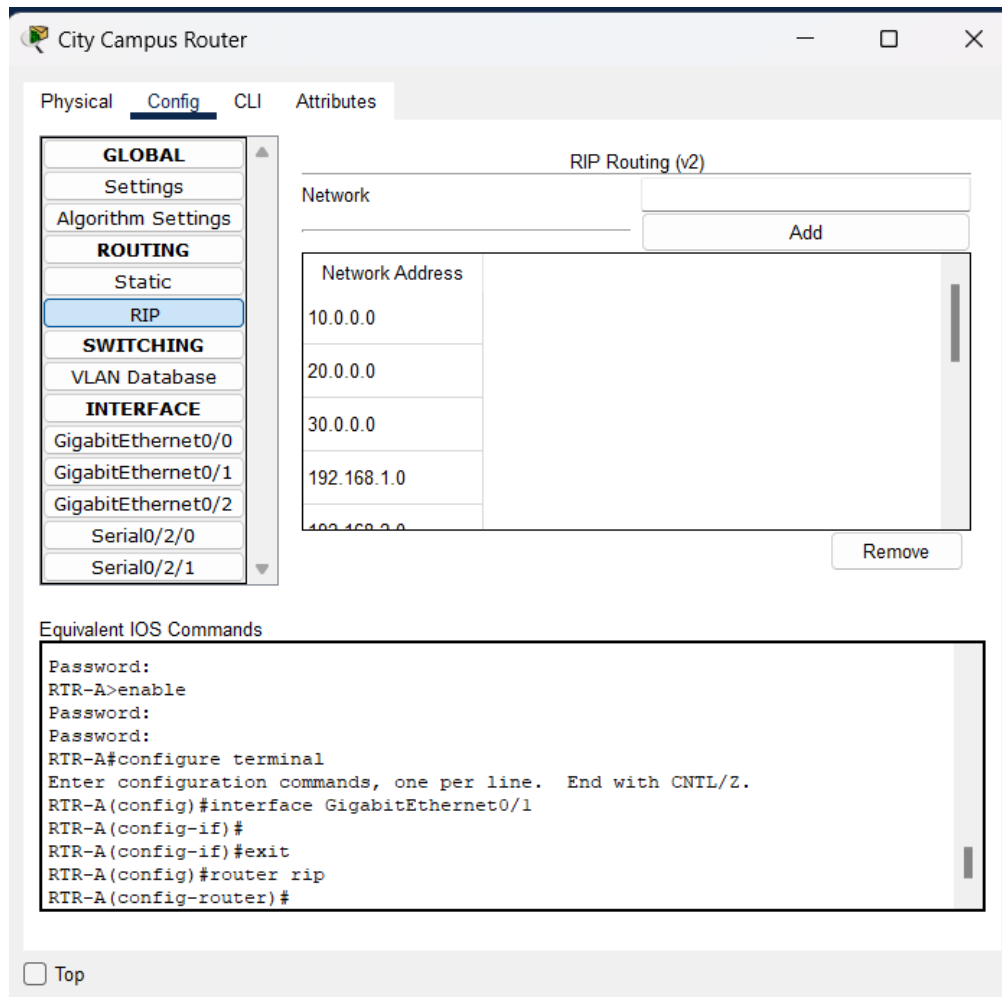 City Campus Router
Physical Config CLI Attributes
GLOBAL
Settings
Algorithm Settings
ROUTING
Static
RIP
SWITCHING
VLAN Database
INTERFACE
GigabitEthernet0/0
GigabitEthernet0/1
GigabitEthernet0/2
Serial0/2/0
Serial0/2/1
RIP Routing (v2)
Network
Add
Network Address
10.0.0.0
20.0.0.0
30.0.0.0
192.168.1.0
Remove
Equivalent IOS Commands
Password:
RTR-A>enable
Password:
Password:
RTR-A#configure terminal
Enter configuration commands, one per line.  End with CNTL/Z.
RTR-A(config)#interface GigabitEthernet0/1
RTR-A(config-if)#
RTR-A(config-if)#exit
RTR-A(config)#router rip
RTR-A(config-router)#
Top